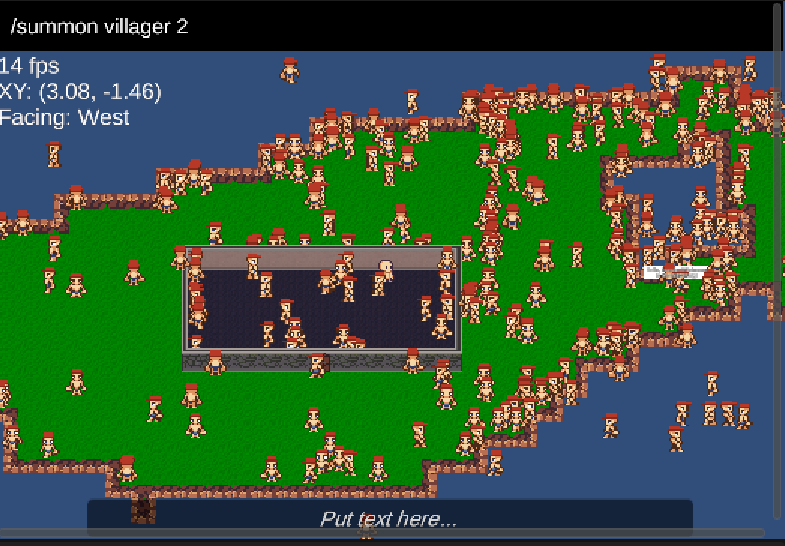 /summon villager 2
14 fps
XY: (3.08, -1.46)
Facing: West
Put text here...